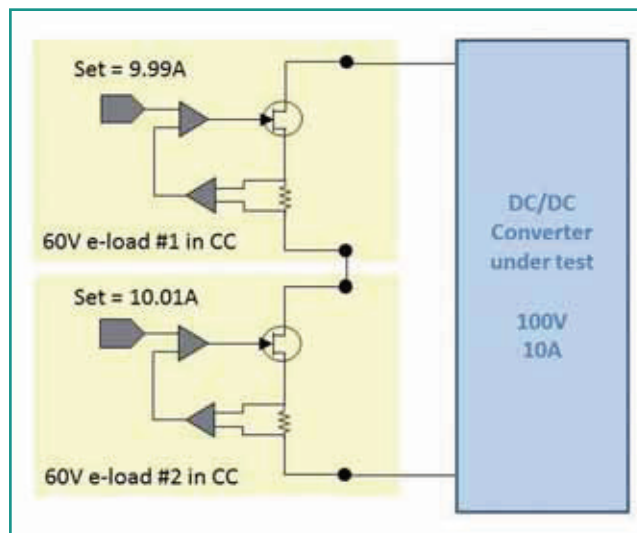 Set = 9.99A
60V e-load #1 in CC
Set = 10.01A
60V e-load #2 in CC
DC/DC
Converter
under test
100V
10A